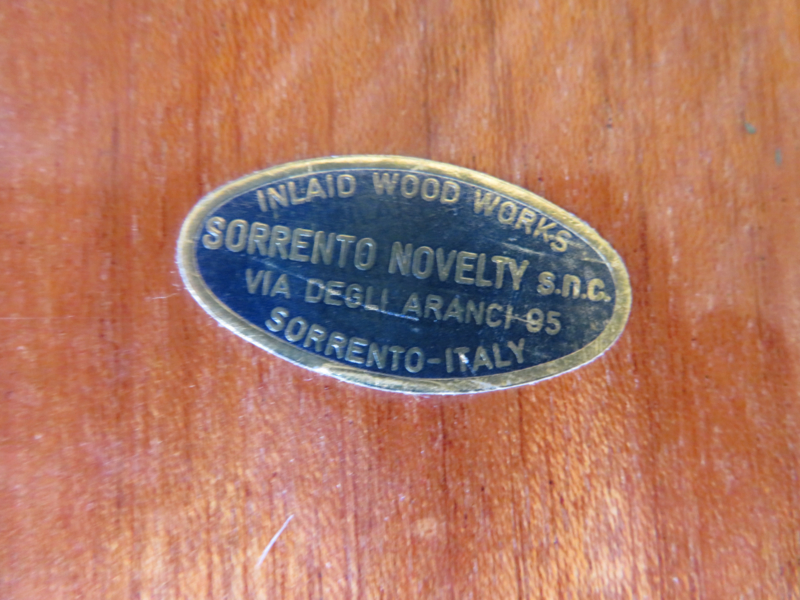 INLAID WOOD WORKS
SORRENTO NOVELTY s.n.c.
VIA DEGLI ARANCI 95
SORRENTO-ITALY